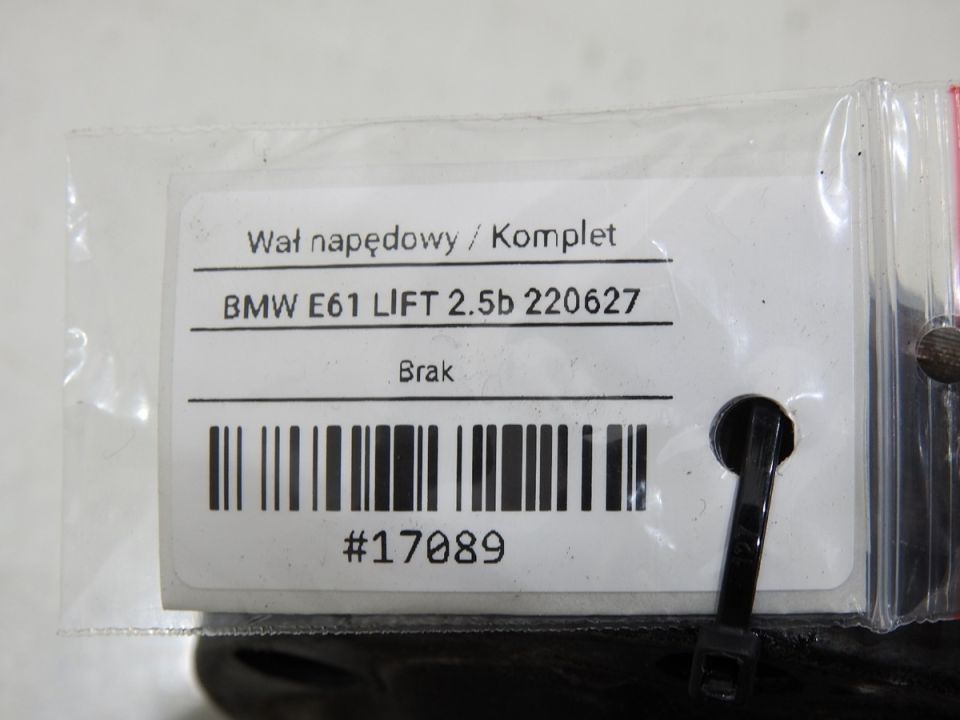 Wał napędowy / Komplet
BMW E61 LIFT 2.5b 220627
Brak
#17089